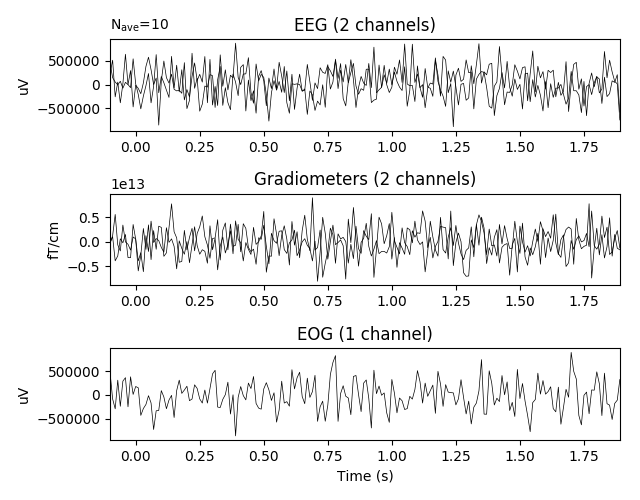 N_ave=10
EEG (2 channels)
uV
500000
0
−500000
0.00 0.25 0.50 0.75 1.00 1.25 1.50 1.75
1e13
Gradiometers (2 channels)
fT/cm
0.5
0.0
−0.5
0.00 0.25 0.50 0.75 1.00 1.25 1.50 1.75
EOG (1 channel)
uV
500000
0
−500000
0.00 0.25 0.50 0.75 1.00 1.25 1.50 1.75
Time (s)